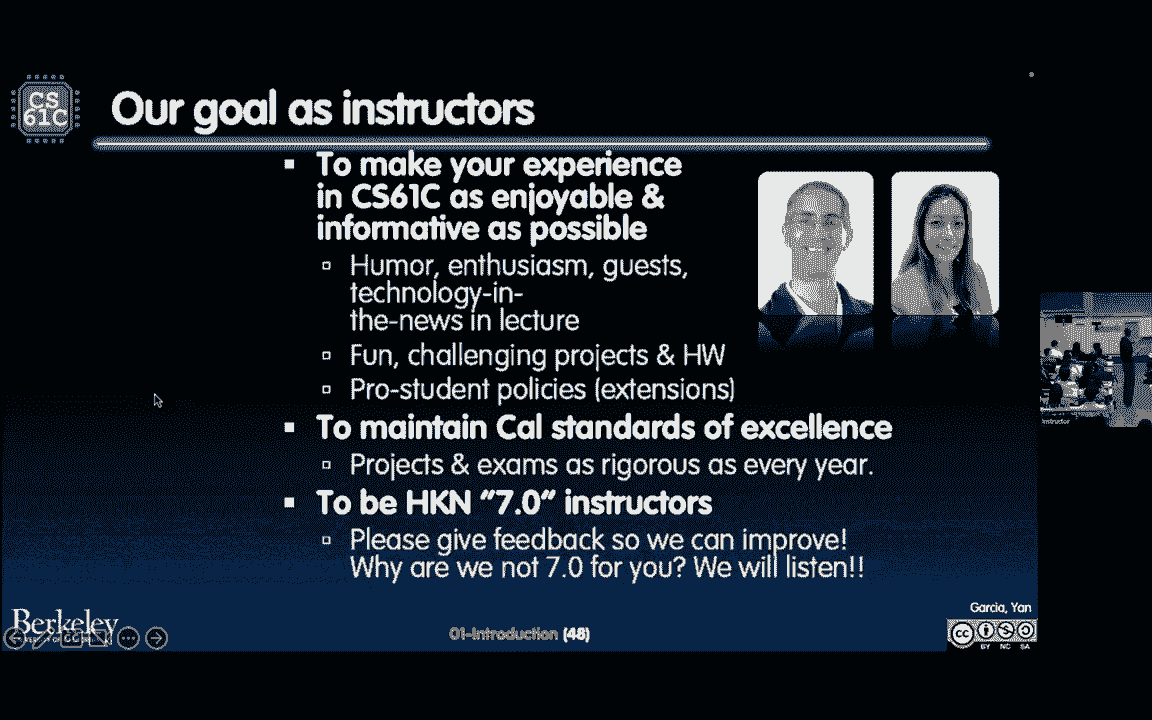 CS
61C
Our goal as instructors
To make your experience
in CS61C as enjoyable &
informative as possible
Humor, enthusiasm, guests,
technology-in-
the-news in lecture
Fun, challenging projects & HW
Pro-student policies (extensions)
To maintain Cal standards of excellence
Projects & exams as rigorous as every year.
To be HKN “7.0” instructors
Please give feedback so we can improve!
Why are we not 7.0 for you? We will listen!!
Instructor
Garcia, Yan
Berkeley
01-Introduction (48)
cc
BY NC SA